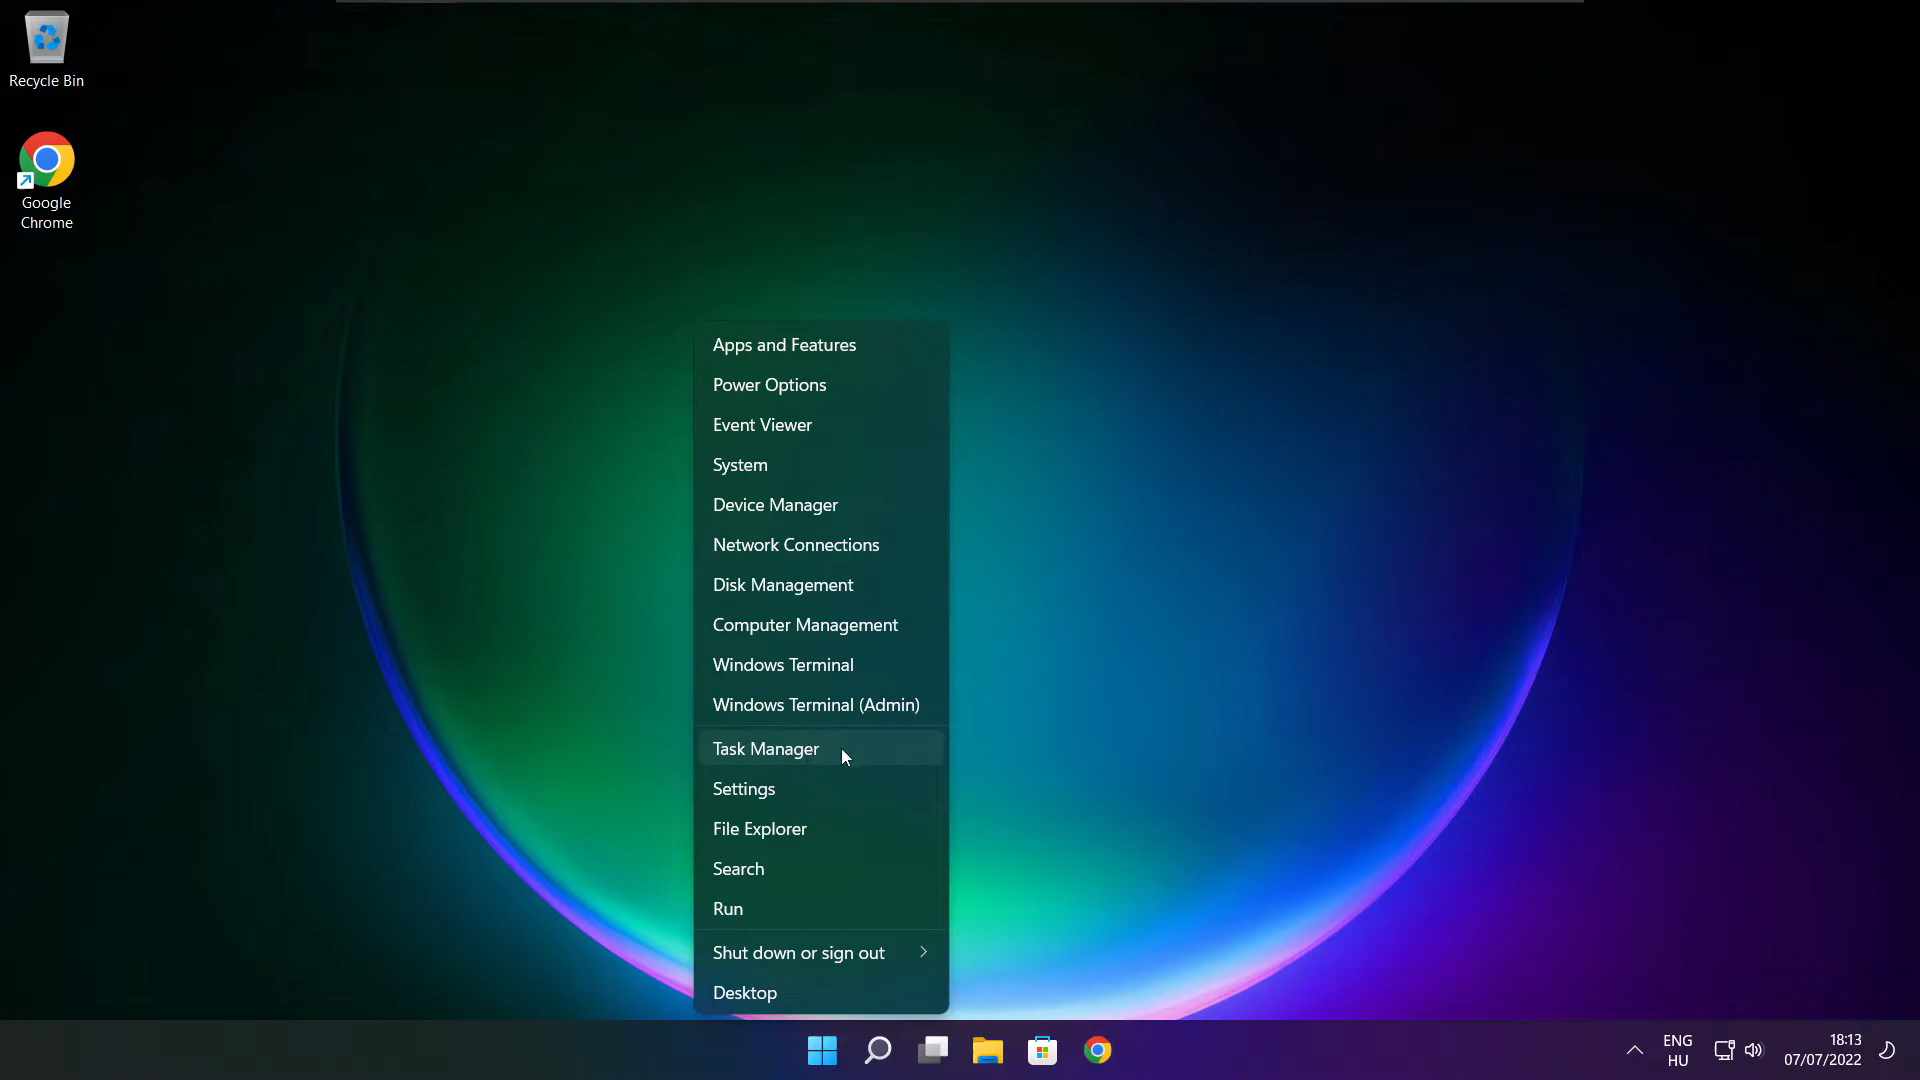 Recycle Bin
Google
Chrome
Apps and Features
Power Options
Event Viewer
System
Device Manager
Network Connections
Disk Management
Computer Management
Windows Terminal
Windows Terminal (Admin)
Task Manager
Settings
File Explorer
Search
Run
Shut down or sign out
Desktop
ENG
HU
18:13
07/07/2022